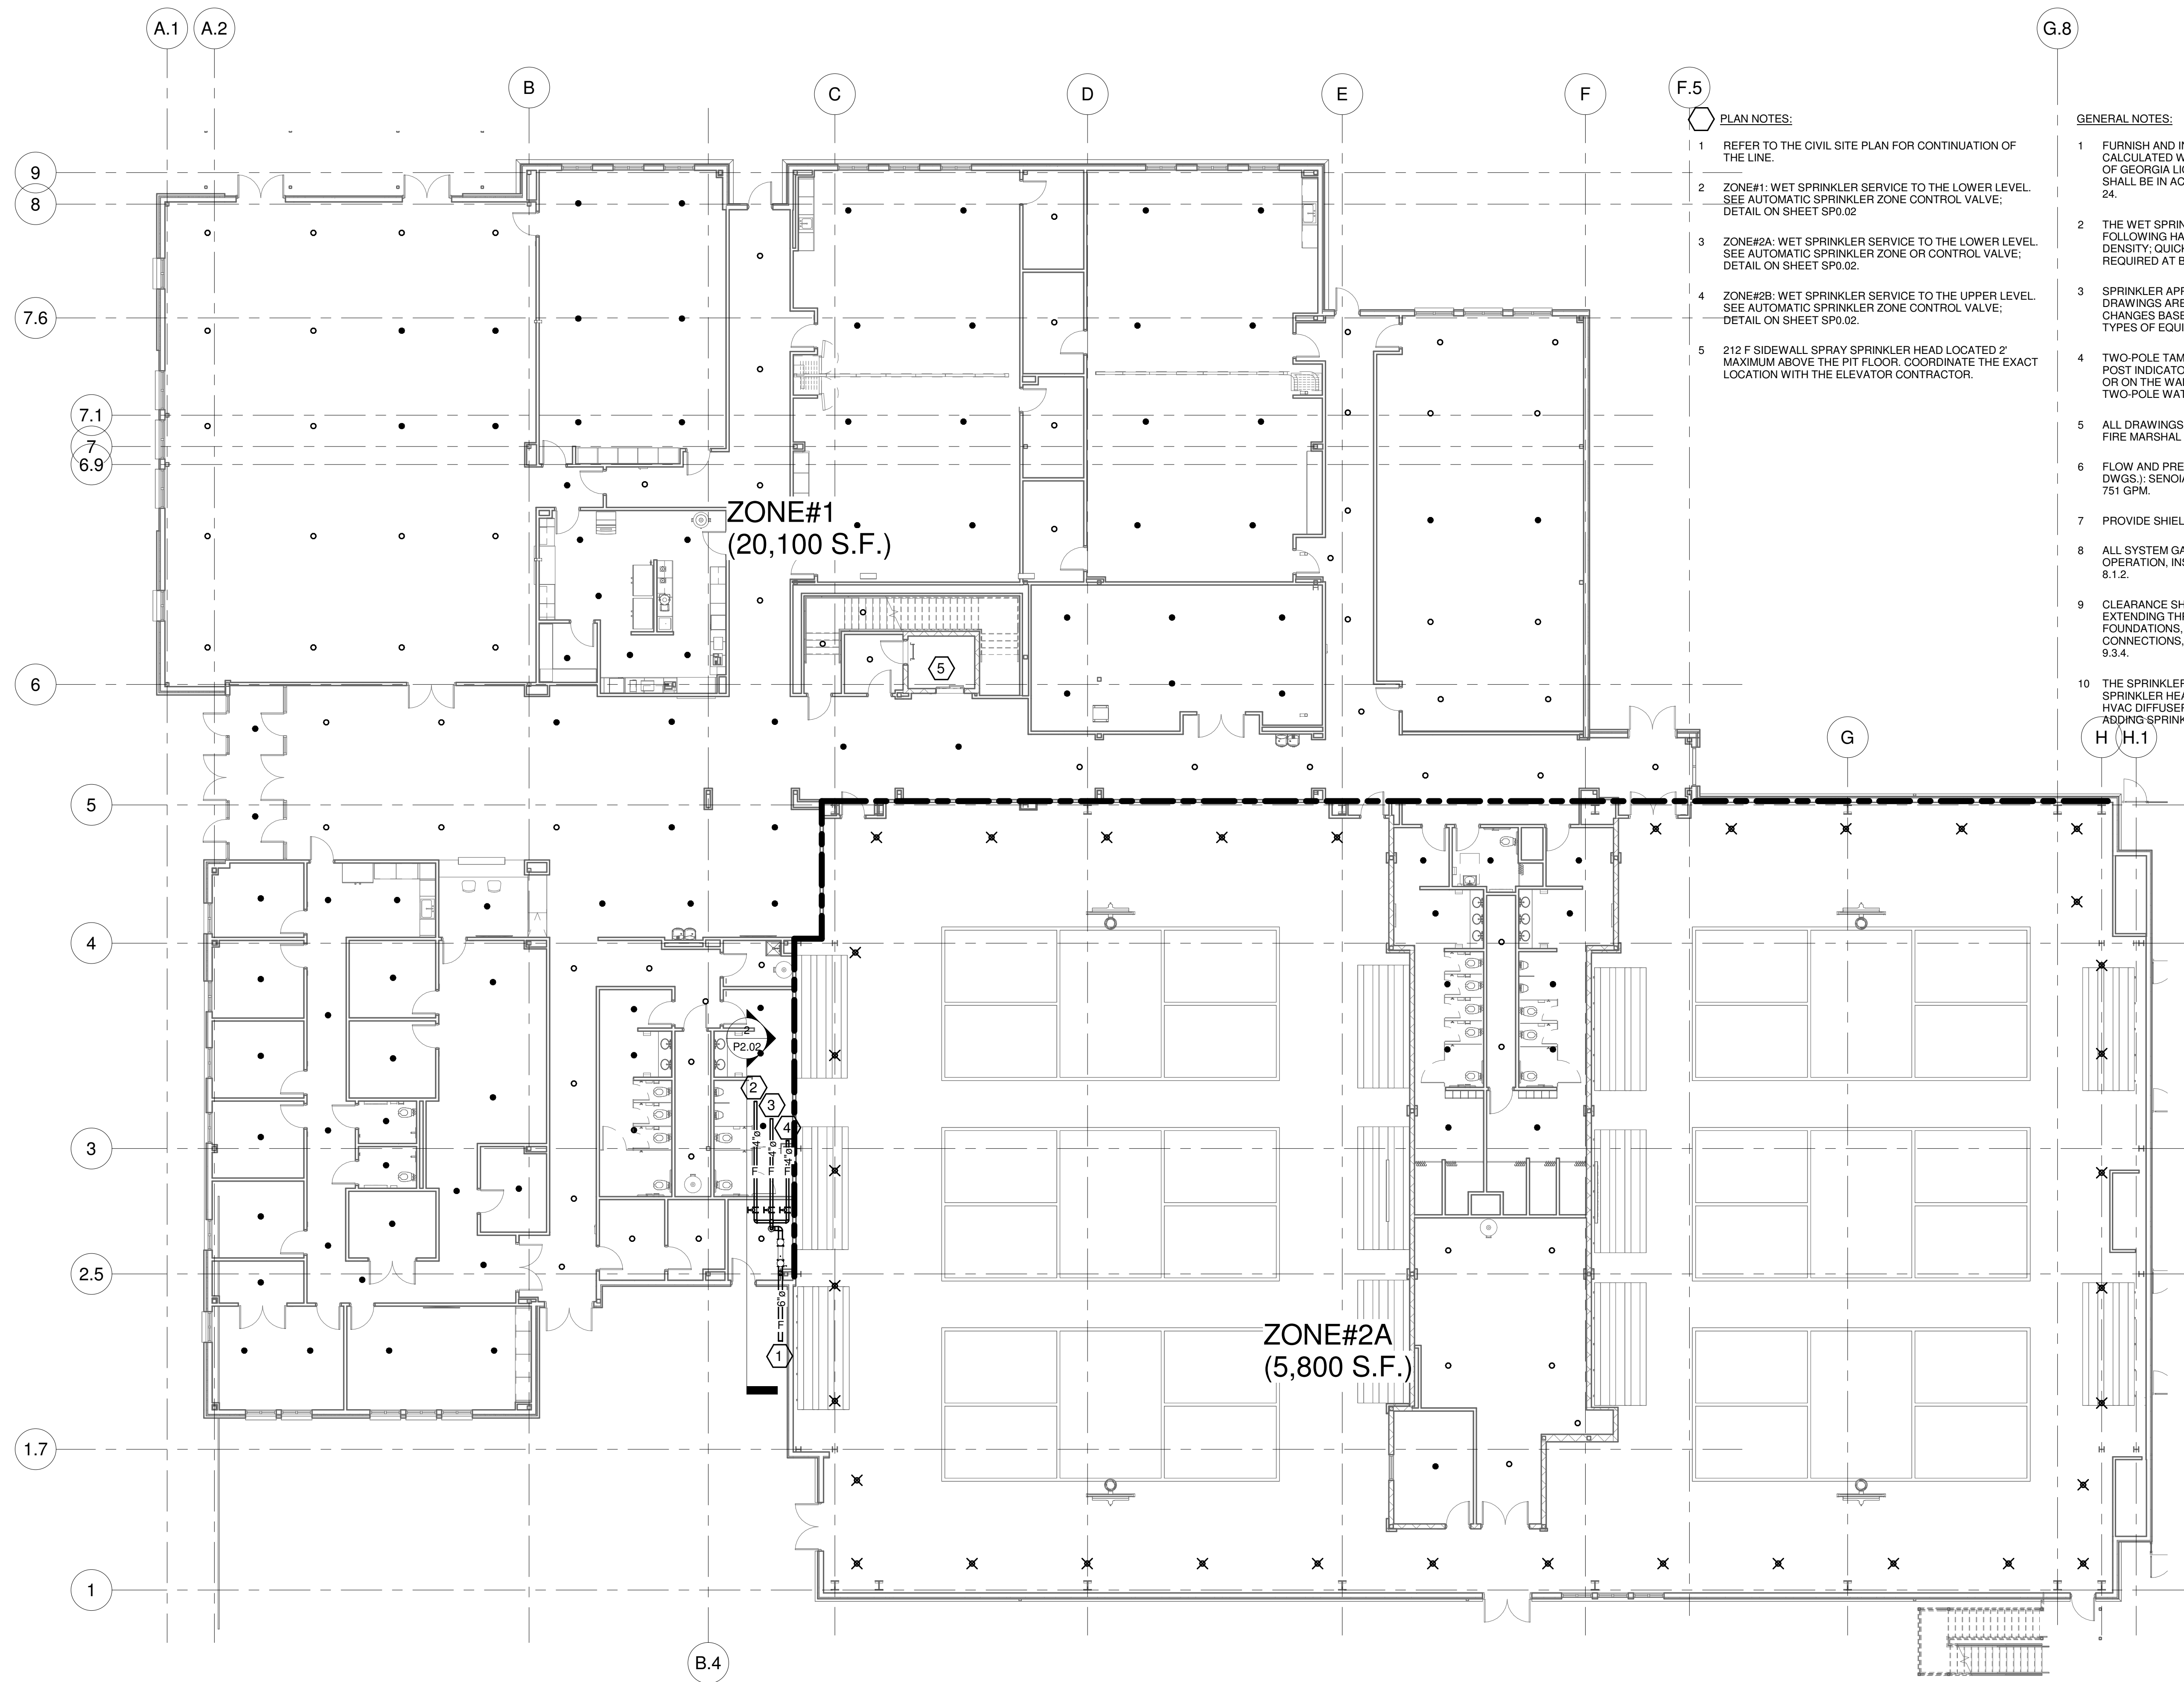 A.1
A.2
B
C
D
E
F
F.5
G.8
9
8
7.6
7.1
7
6.9
6
5
4
3
2.5
1.7
1
B.4
G
H
H.1
PLAN NOTES:
1 REFER TO THE CIVIL SITE PLAN FOR CONTINUATION OF
THE LINE.
2 ZONE#1: WET SPRINKLER SERVICE TO THE LOWER LEVEL.
SEE AUTOMATIC SPRINKLER ZONE CONTROL VALVE;
DETAIL ON SHEET SP0.02
3 ZONE#2A: WET SPRINKLER SERVICE TO THE LOWER LEVEL.
SEE AUTOMATIC SPRINKLER ZONE OR CONTROL VALVE;
DETAIL ON SHEET SP0.02.
4 ZONE#2B: WET SPRINKLER SERVICE TO THE UPPER LEVEL.
SEE AUTOMATIC SPRINKLER ZONE CONTROL VALVE;
DETAIL ON SHEET SP0.02.
5 212 F SIDEWALL SPRAY SPRINKLER HEAD LOCATED 2'
MAXIMUM ABOVE THE PIT FLOOR. COORDINATE THE EXACT
LOCATION WITH THE ELEVATOR CONTRACTOR.
GENERAL NOTES:
1 FURNISH AND IN
CALCULATED W
OF GEORGIA LIC
SHALL BE IN AC
24.
2 THE WET SPRIN
FOLLOWING HA
DENSITY; QUICK
REQUIRED AT B
3 SPRINKLER APP
DRAWINGS ARE
CHANGES BASE
TYPES OF EQUI
4 TWO-POLE TAM
POST INDICATO
OR ON THE WAL
TWO-POLE WAT
5 ALL DRAWINGS
FIRE MARSHAL
6 FLOW AND PRE
DWGS.): SENOIA
751 GPM.
7 PROVIDE SHIEL
8 ALL SYSTEM GA
OPERATION, INS
8.1.2.
9 CLEARANCE SH
EXTENDING THR
FOUNDATIONS,
CONNECTIONS,
9.3.4.
10 THE SPRINKLER
SPRINKLER HEA
HVAC DIFFUSER
ADDING SPRINK
ZONE#1
(20,100 S.F.)
5
2
P2.02
2
3
4
4"ø
4"ø
4"ø
F
F
F
6"ø
F
1
ZONE#2A
(5,800 S.F.)